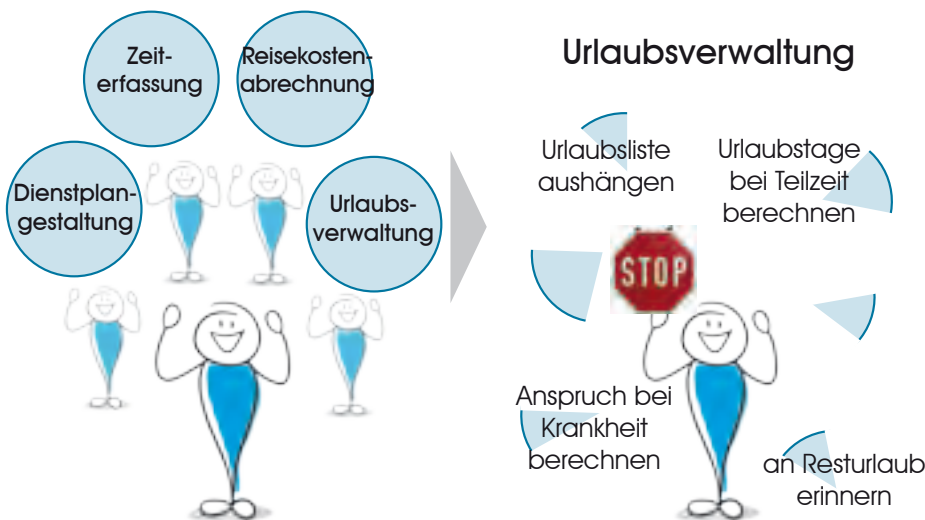 Zeit-
erfassung
Reisekosten-
abrechnung
Dienstplan-
gestaltung
Urlaubs-
verwaltung
Urlaubsverwaltung
Urlaubsliste
aushängen
Urlaubstage
bei Teilzeit
berechnen
STOP
Anspruch bei
Krankheit
berechnen
an Resturlaub
erinnern